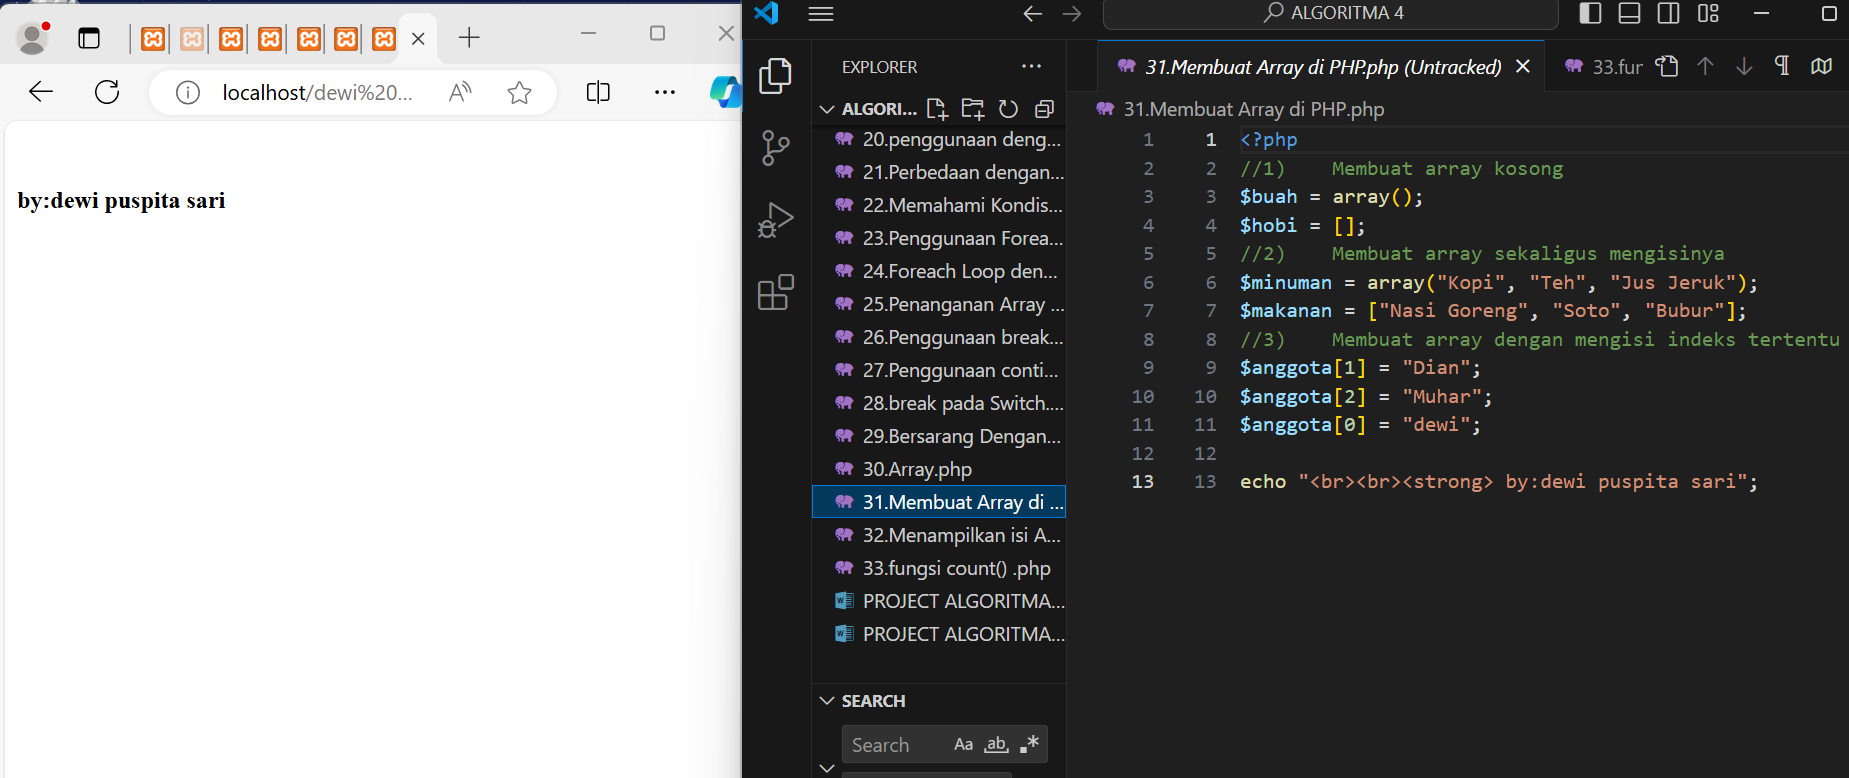 localhost/dewi%20...
by:dewi puspita sari
ALGORITMA 4
EXPLORER
ALGORI...
20.penggunaan deng...
21.Perbedaan dengan...
22.Memahami Kondis...
23.Penggunaan Forea...
24.Foreach Loop den...
25.Penanganan Array ...
26.Penggunaan break...
27.Penggunaan conti...
28.break pada Switch....
29.Bersarang Dengan...
30.Array.php
31.Membuat Array di ...
32.Menampilkan isi A...
33.fungsi count() .php
PROJECT ALGORITMA...
PROJECT ALGORITMA...
SEARCH
Search
Aa ab .*
31.Membuat Array di PHP.php (Untracked)
33.fur
31.Membuat Array di PHP.php
1 1 <?php
2 2 //1) Membuat array kosong
3 3 $buah = array();
4 4 $hobi = [];
5 5 //2) Membuat array sekaligus mengisinya
6 6 $minuman = array("Kopi", "Teh", "Jus Jeruk");
7 7 $makanan = ["Nasi Goreng", "Soto", "Bubur"];
8 8 //3) Membuat array dengan mengisi indeks tertentu
9 9 $anggota[1] = "Dian";
10 10 $anggota[2] = "Muhar";
11 11 $anggota[0] = "dewi";
12 12
13 13 echo "<br><br><strong> by:dewi puspita sari";